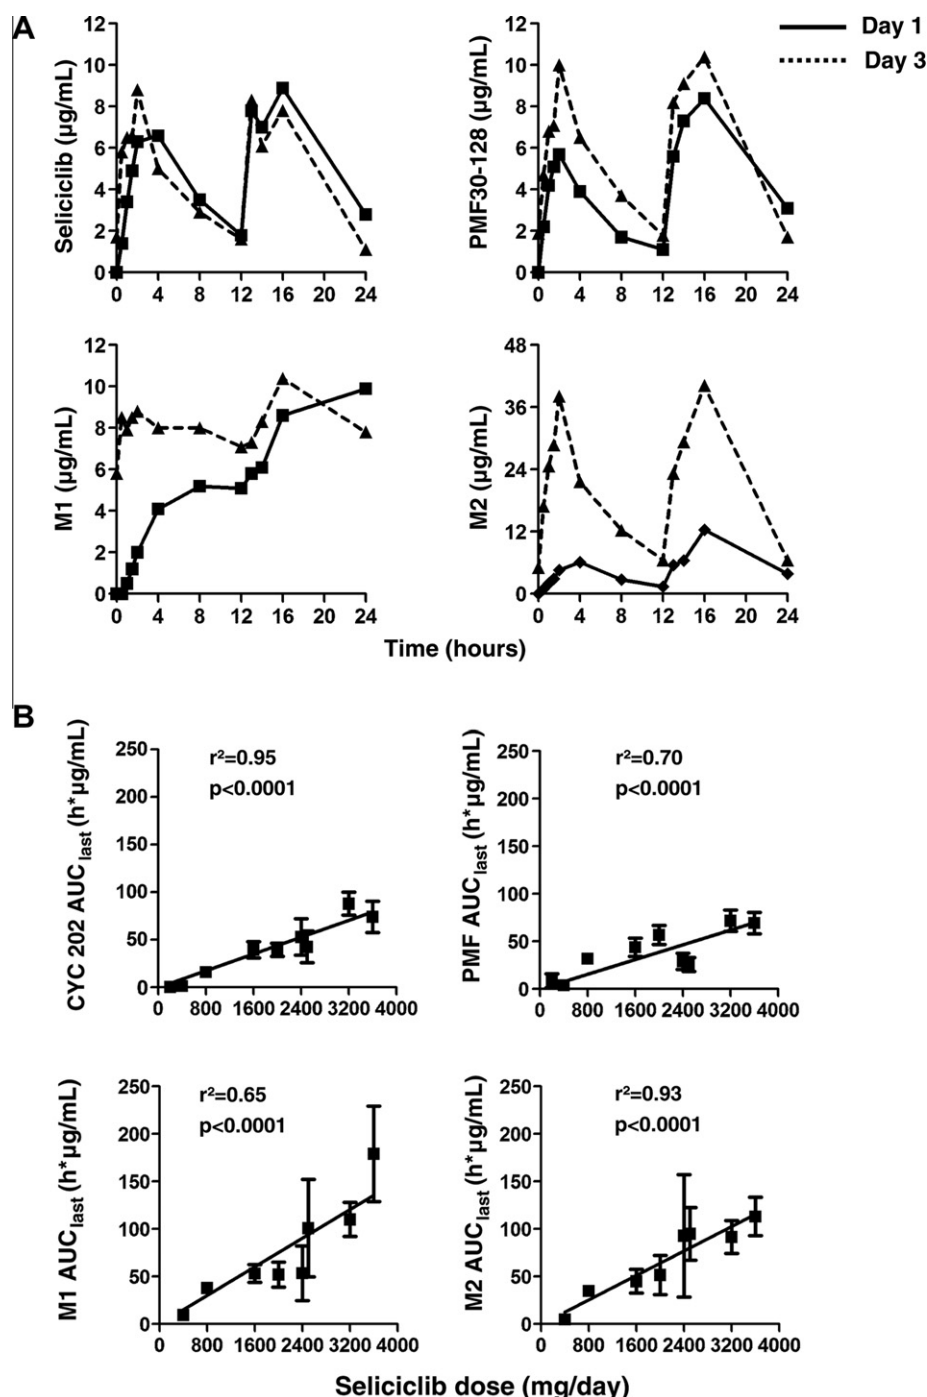 A
Day 1
Day 3
Seliciclib (µg/mL)
12
10
8
6
4
2
0
0 4 8 12 16 20 24
PMF30-128 (µg/mL)
12
10
8
6
4
2
0
0 4 8 12 16 20 24
M1 (µg/mL)
12
10
8
6
4
2
0
0 4 8 12 16 20 24
M2 (µg/mL)
48
36
24
12
0
0 4 8 12 16 20 24
Time (hours)
B
CYC 202 AUClast (h*µg/mL)
r²=0.95
p<0.0001
250
200
150
100
50
0
0 800 1600 2400 3200 4000
PMF AUClast (h*µg/mL)
r²=0.70
p<0.0001
250
200
150
100
50
0
0 800 1600 2400 3200 4000
M1 AUClast (h*µg/mL)
r²=0.65
p<0.0001
250
200
150
100
50
0
0 800 1600 2400 3200 4000
M2 AUClast (h*µg/mL)
r²=0.93
p<0.0001
250
200
150
100
50
0
0 800 1600 2400 3200 4000
Seliciclib dose (mg/day)